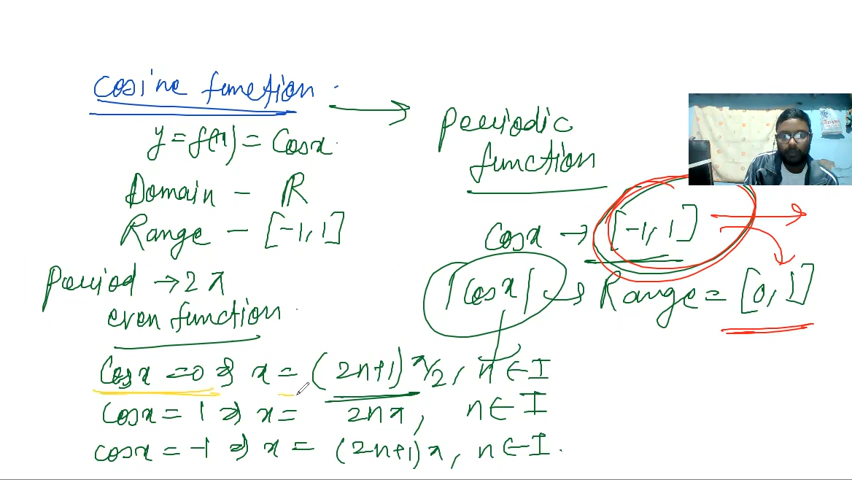 Cosine function
y = f(x) = Cosx
Domain - R
Range - [-1, 1]
Period → 2π
even function
Cosx = 0 ⇒ x = (2n+1) π/2, n ∈ I
Cosx = 1 ⇒ x = 2nπ, n ∈ I
cosx = -1 ⇒ x = (2n+1)π, n ∈ I.
Periodic
function
cosx → [-1, 1]
|Cosx| → Range = [0, 1]